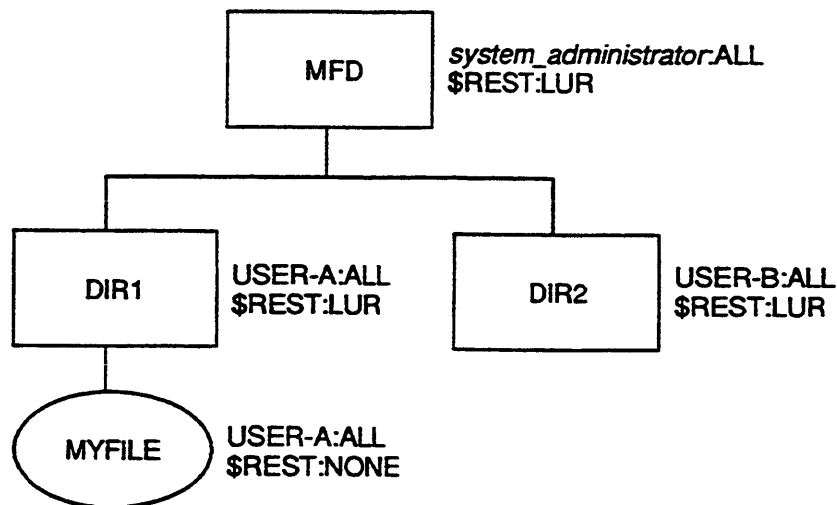 MFD
system_administrator:ALL
$REST:LUR
DIR1
USER-A:ALL
$REST:LUR
DIR2
USER-B:ALL
$REST:LUR
MYFILE
USER-A:ALL
$REST:NONE